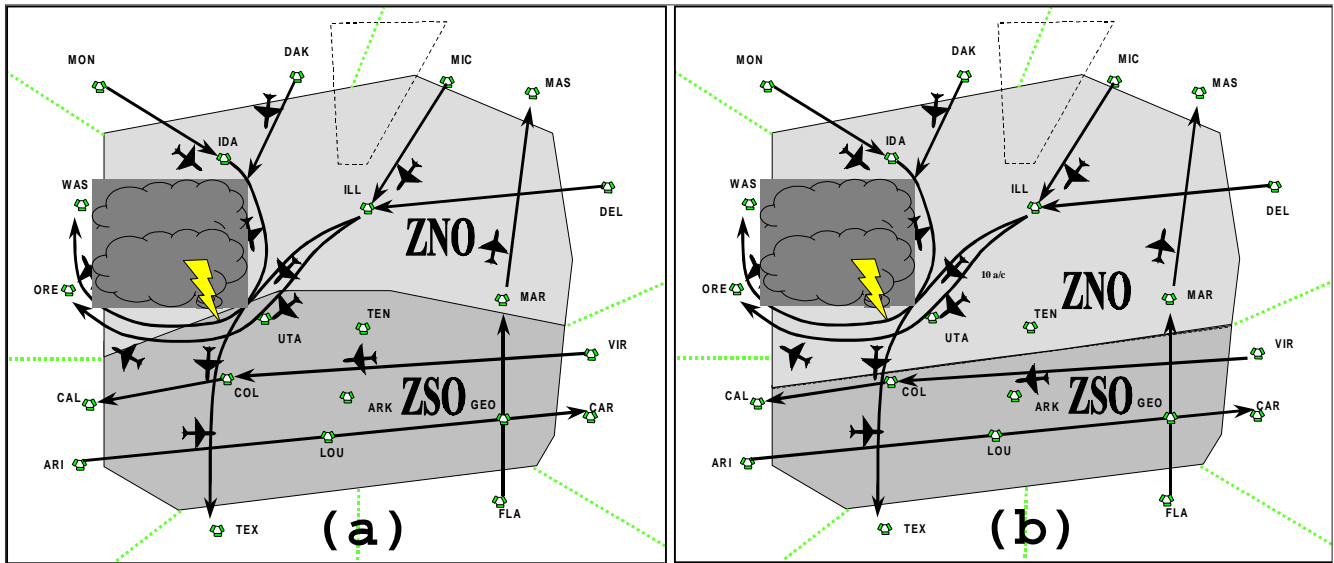 DAK
MIC
MON
MAS
IDA
WAS
ILL
DEL
ZNO
ORE
MAR
TEN
UTA
VIR
COL
CAL
ARK
ZSO
GEO
CAR
LOU
ARI
FLA
TEX
(a)
DAK
MIC
MON
MAS
IDA
WAS
ILL
DEL
10 a/c
ORE
ZNO
MAR
TEN
UTA
VIR
COL
ZSO
CAL
ARK
GEO
CAR
LOU
ARI
FLA
TEX
(b)